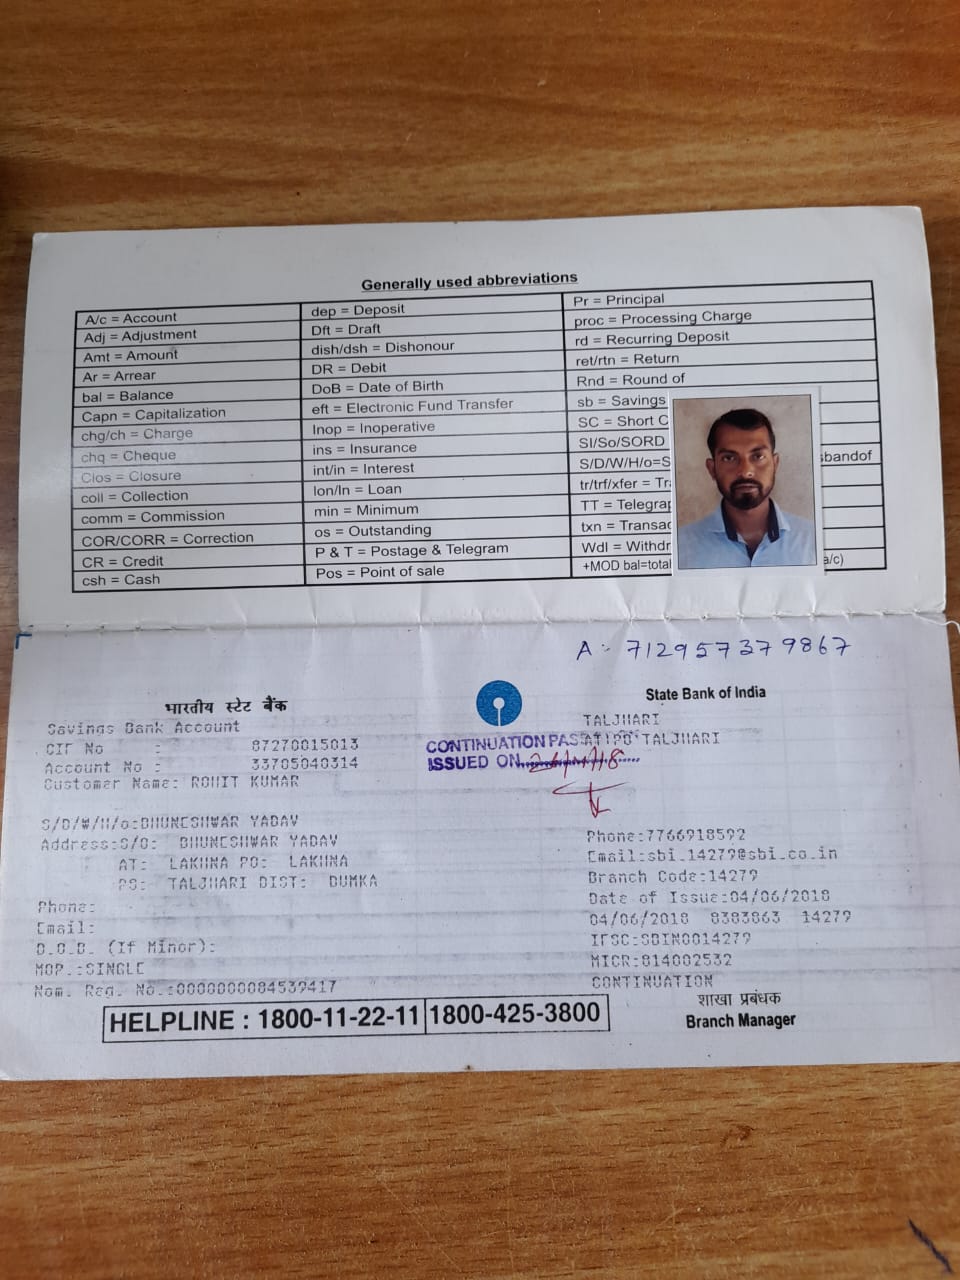 Generally used abbreviations
A/c = Account
Adj = Adjustment
Amt = Amount
Ar = Arrear
bal = Balance
Capn = Capitalization
chg/ch = Charge
chq = Cheque
Clos = Closure
coll = Collection
comm = Commission
COR/CORR = Correction
CR = Credit
csh = Cash
dep = Deposit
Dft = Draft
dish/dsh = Dishonour
DR = Debit
DoB = Date of Birth
eft = Electronic Fund Transfer
Inop = Inoperative
ins = Insurance
int/in = Interest
lon/ln = Loan
min = Minimum
os = Outstanding
P & T = Postage & Telegram
Pos = Point of sale
Pr = Principal
proc = Processing Charge
rd = Recurring Deposit
ret/rtn = Return
Rnd = Round of
sb = Savings
SC = Short C
SI/So/SORD
S/D/W/H/o=S sbandof
tr/trf/xfer = Tr
TT = Telegra
txn = Transac
Wdl = Withdr
+MOD bal=total a/c)
A:- 712957379867
भारतीय स्टेट बैंक
Savings Bank Account
CIF No : 87270015013
Account No : 33705040314
Customer Name: ROHIT KUMAR
S/D/W/H/o:BHUNESHWAR YADAV
Address:S/O: BHUNESHWAR YADAV
AT: LAKHNA PO: LAKHNA
PS: TALJHARI DIST: DUMKA
Phone:
Email:
D.O.B. (If Minor):
MOP.:SINGLE
Nom. Reg. No.:0000000084539417
State Bank of India
TALJHARI
AT+PO TALJHARI
CONTINUATION PAS
ISSUED ON
Phone:7766918592
Email:sbi.14279@sbi.co.in
Branch Code:14279
Date of Issue:04/06/2018
04/06/2018 8383863 14279
IFSC:SBIN0014279
MICR:814002532
CONTINUATION
शाखा प्रबंधक
Branch Manager
HELPLINE : 1800-11-22-11 1800-425-3800